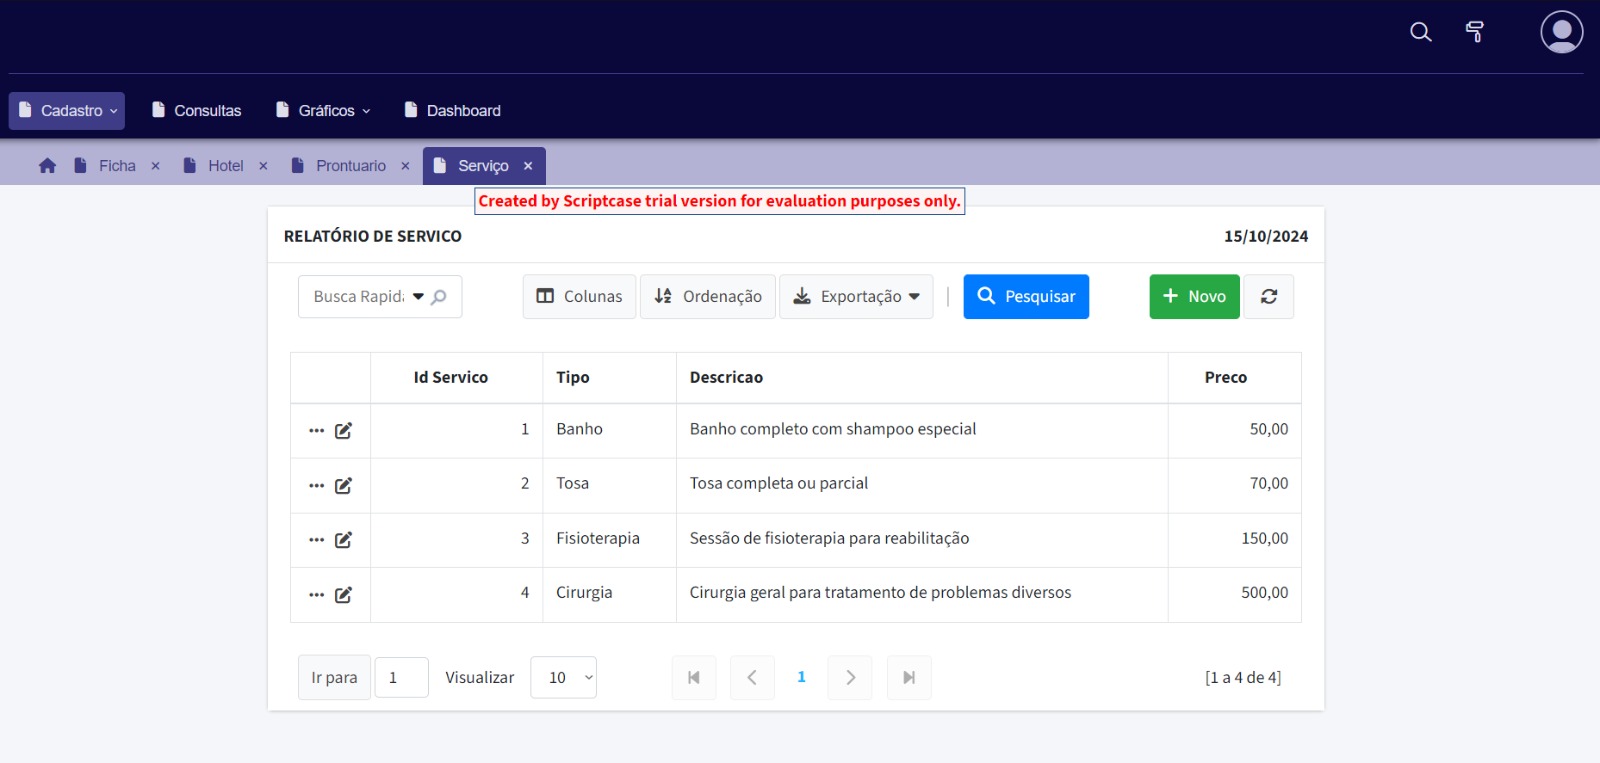 Cadastro Consultas Gráficos Dashboard
Ficha × Hotel × Prontuario × Serviço ×
Created by Scriptcase trial version for evaluation purposes only.
RELATÓRIO DE SERVICO 15/10/2024
Busca Rapid Colunas Ordenação Exportação Pesquisar + Novo
Id Servico Tipo Descricao Preco
1 Banho Banho completo com shampoo especial 50,00
2 Tosa Tosa completa ou parcial 70,00
3 Fisioterapia Sessão de fisioterapia para reabilitação 150,00
4 Cirurgia Cirurgia geral para tratamento de problemas diversos 500,00
Ir para 1 Visualizar 10 1 [1 a 4 de 4]